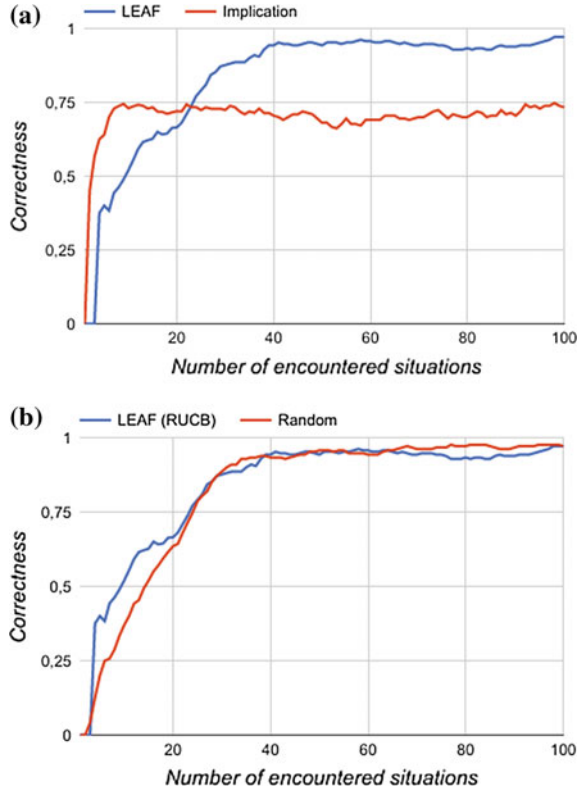 (a)
LEAF Implication
1
0,75
0,5
0,25
0
20 40 60 80 100
Correctness
Number of encountered situations
(b)
LEAF (RUCB) Random
1
0,75
0,5
0,25
0
20 40 60 80 100
Correctness
Number of encountered situations